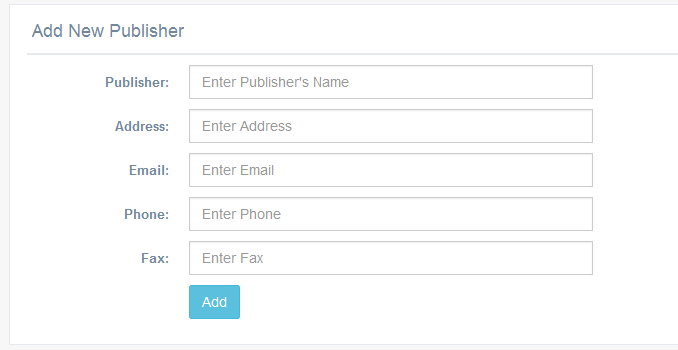 Add New Publisher
Publisher: Enter Publisher's Name
Address: Enter Address
Email: Enter Email
Phone: Enter Phone
Fax: Enter Fax
Add